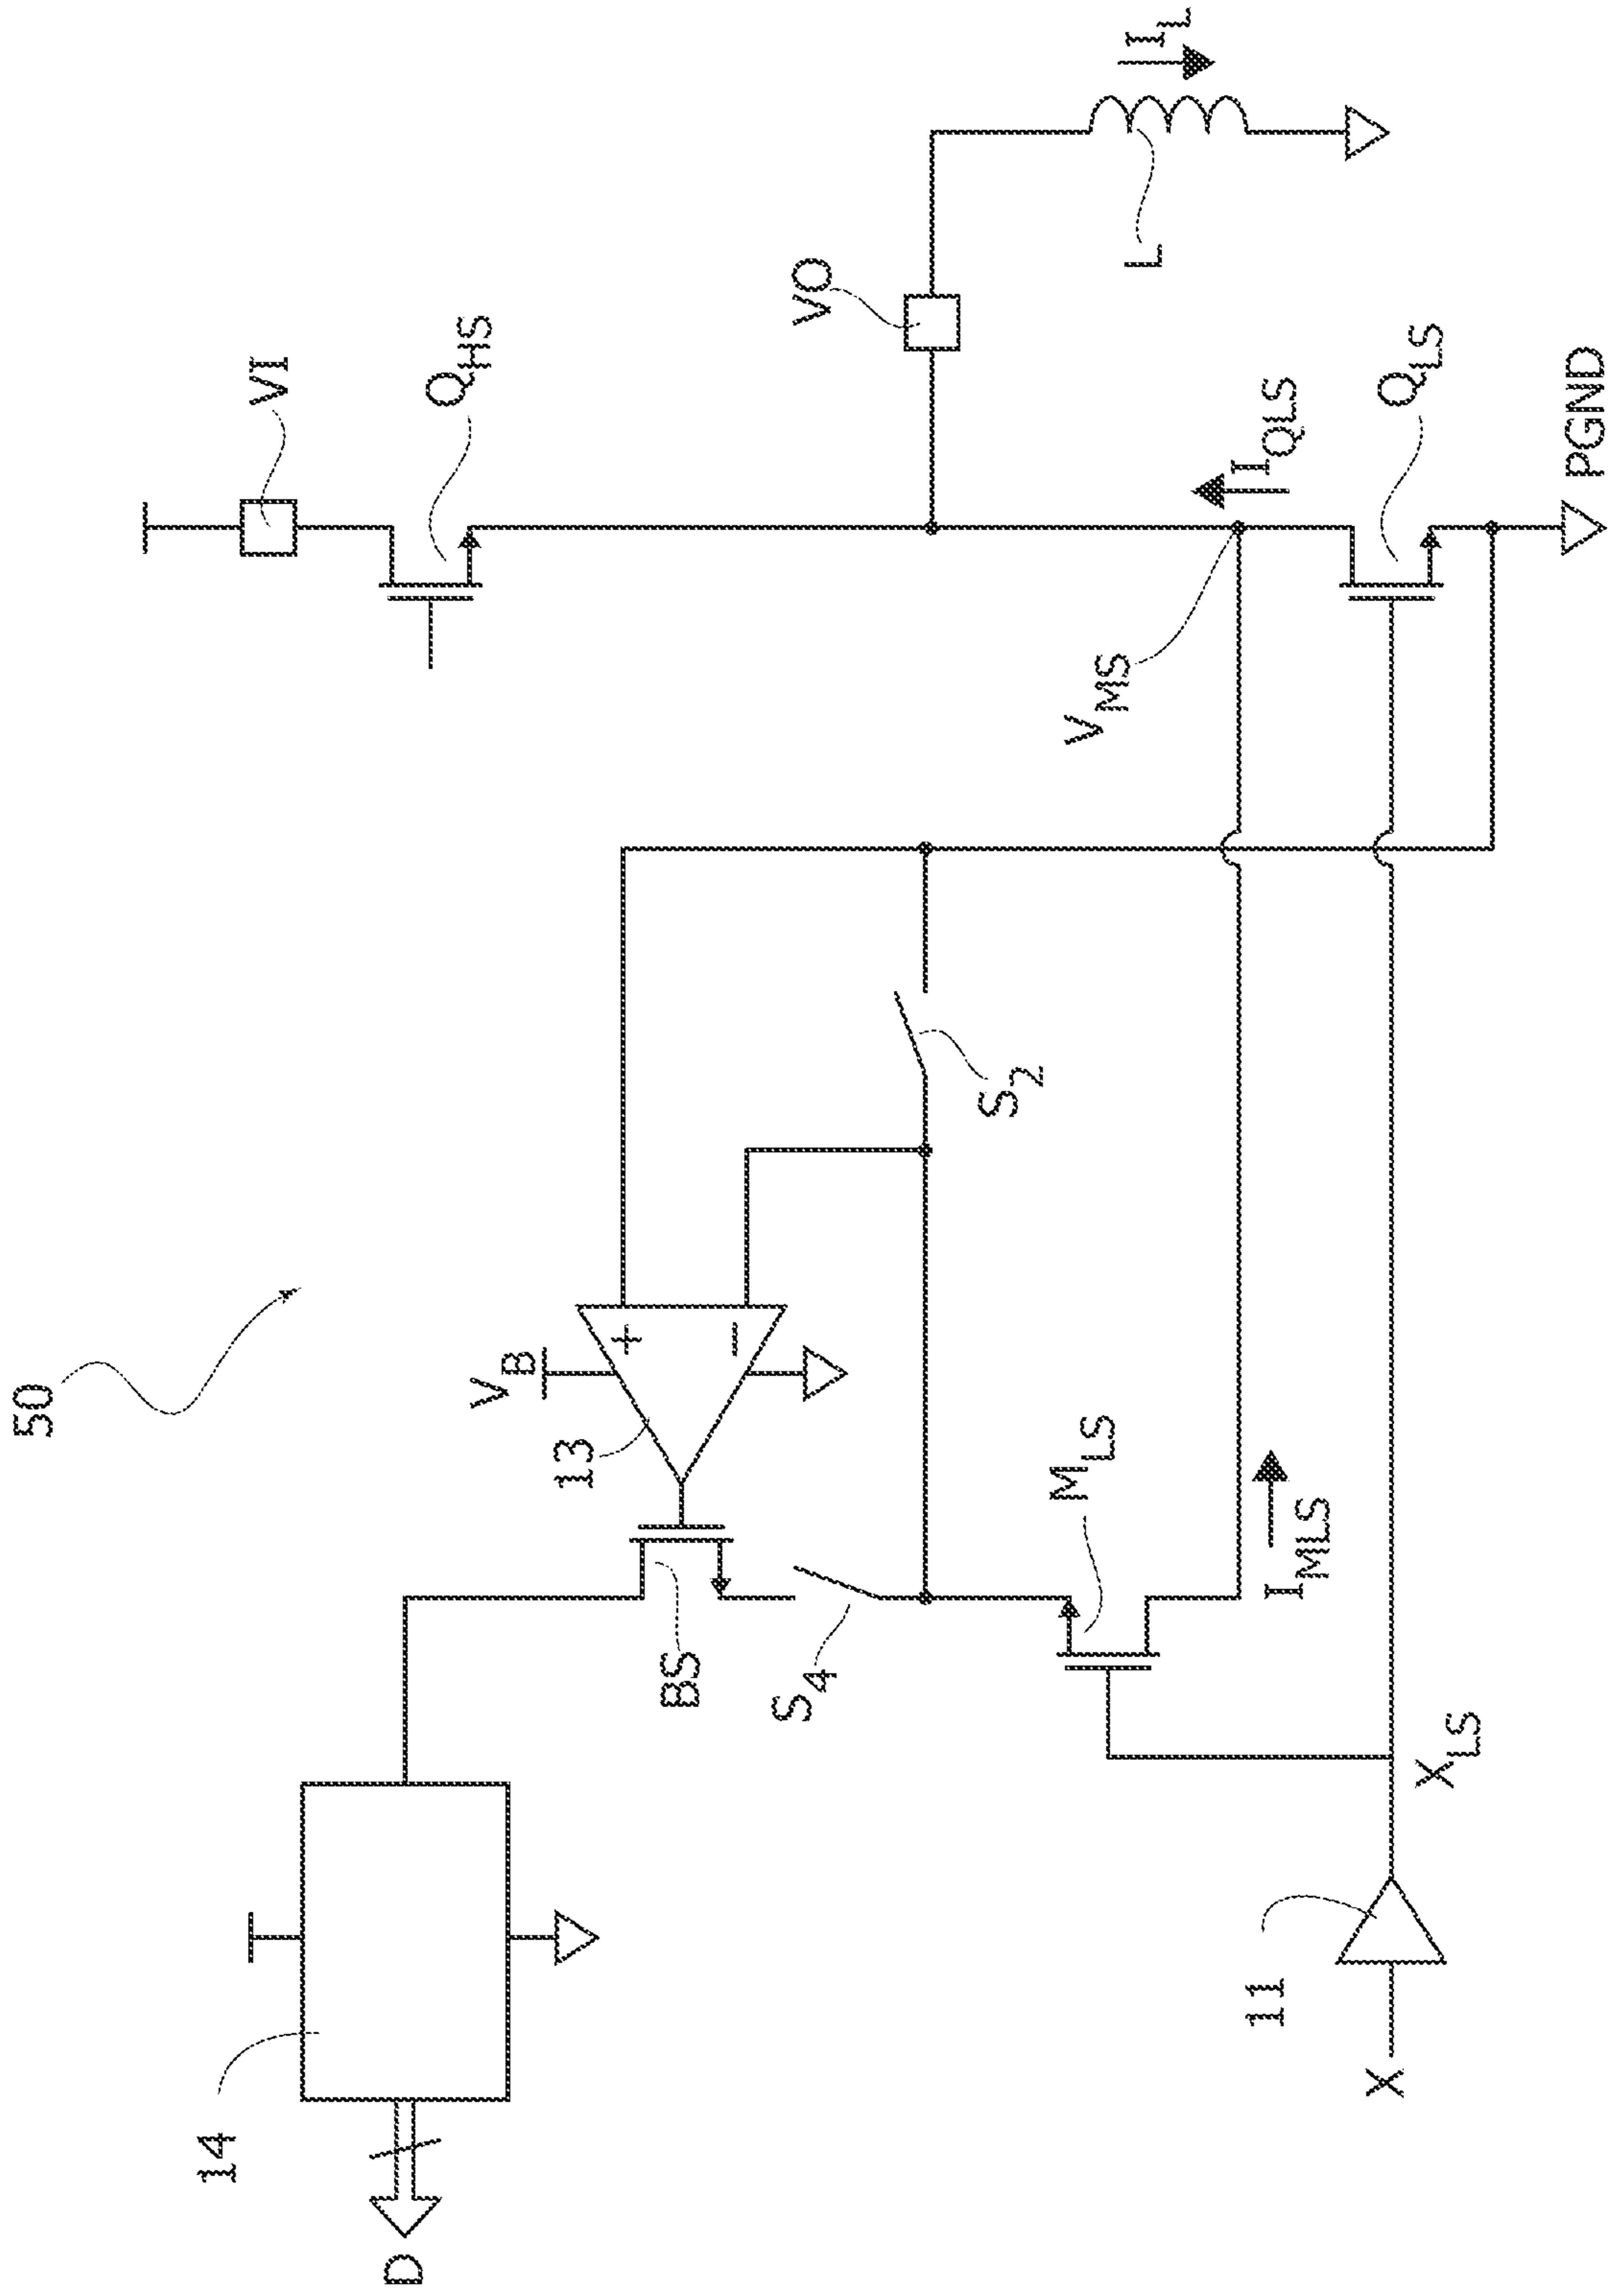 50
VI
Q_HS
VO
I_L
L
V_B
13
BS
S_4
S_2
V_MS
I_QLS
Q_LS
PGND
M_LS
I_MLS
14
D
11
X
X_LS
+
−